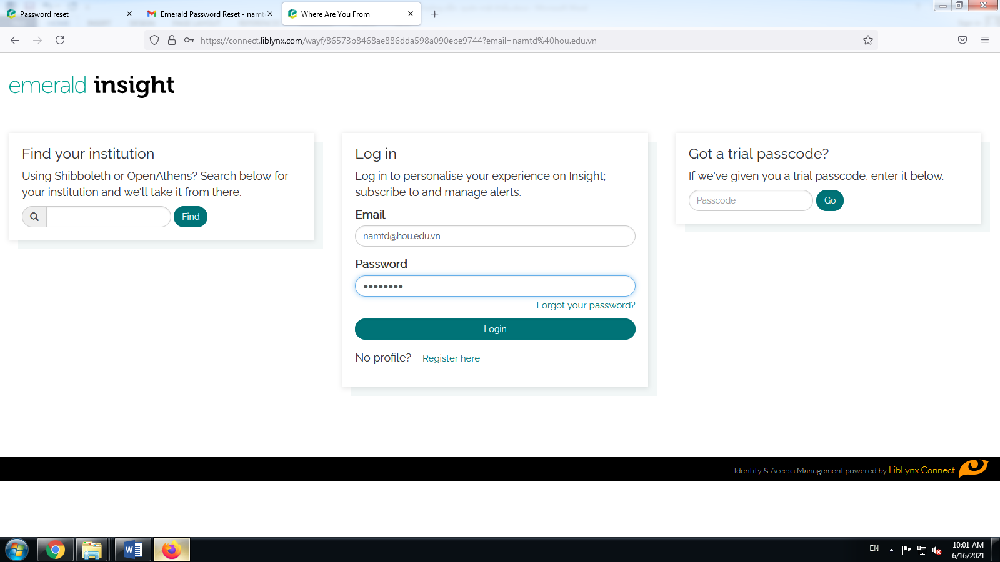 Password reset
Emerald Password Reset - namt
Where Are You From
https://connect.liblynx.com/wayf/86573b8468ae886dda598a090ebe9744?email=namtd%40hou.edu.vn
emerald insight
Find your institution
Using Shibboleth or OpenAthens? Search below for
your institution and we'll take it from there.
Find
Log in
Log in to personalise your experience on Insight;
subscribe to and manage alerts.
Email
namtd@hou.edu.vn
Password
Forgot your password?
Login
No profile? Register here
Got a trial passcode?
If we've given you a trial passcode, enter it below.
Passcode
Go
Identity & Access Management powered by LibLynx Connect
EN
10:01 AM
6/16/2021